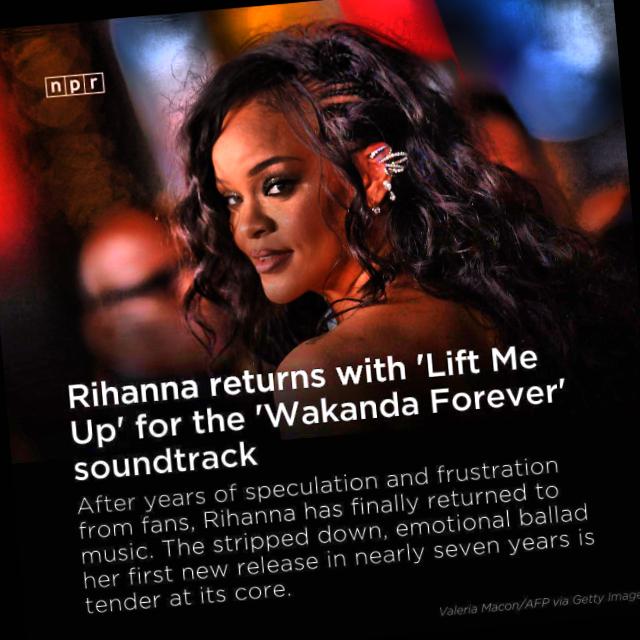 npr
Rihanna returns with 'Lift Me
Up' for the 'Wakanda Forever'
soundtrack
After years of speculation and frustration
from fans, Rihanna has finally returned to
music. The stripped down, emotional ballad
her first new release in nearly seven years is
tender at its core.
Valeria Macon/AFP via Getty Image